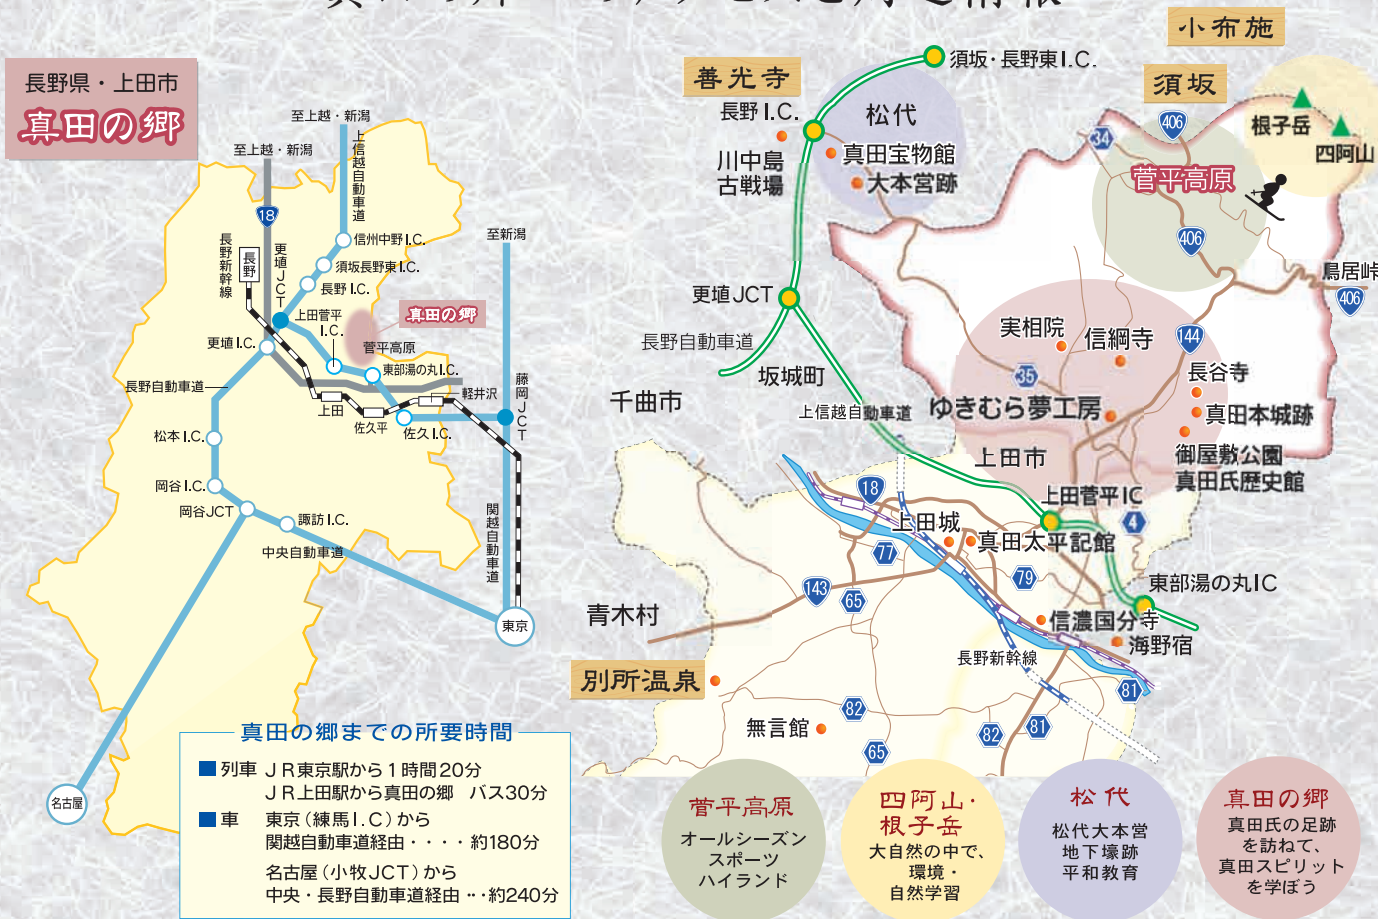 小布施
長野県・上田市
真田の郷
至上越・新潟
至上越・新潟
上信越自動車道
18
長野新幹線
長野
更埴JCT
信州中野I.C.
須坂長野東I.C.
長野I.C.
至新潟
上田菅平
I.C.
真田の郷
菅平高原
更埴I.C.
東部湯の丸I.C.
長野自動車道
軽井沢
藤岡JCT
上田
佐久平
佐久I.C.
松本I.C.
岡谷I.C.
岡谷JCT
諏訪I.C.
中央自動車道
関越自動車道
東京
名古屋
真田の郷までの所要時間
列車 JR東京駅から1時間20分
JR上田駅から真田の郷 バス30分
車 東京(練馬I.C)から
関越自動車道経由・・・・約180分
名古屋(小牧JCT)から
中央・長野自動車道経由・・約240分
善光寺
須坂・長野東I.C.
須坂
長野I.C.
松代
川中島
古戦場
真田宝物館
大本営跡
34
406
根子岳
四阿山
菅平高原
406
鳥居峠
406
更埴JCT
長野自動車道
坂城町
千曲市
上信越自動車道
実相院
信綱寺
144
35
長谷寺
ゆきむら夢工房
真田本城跡
上田市
御屋敷公園
真田氏歴史館
18
上田菅平IC
4
上田城
真田太平記館
77
79
143
65
東部湯の丸IC
青木村
信濃国分寺
海野宿
長野新幹線
別所温泉
81
82
無言館
81
82
65
菅平高原
オールシーズン
スポーツ
ハイランド
四阿山・
根子岳
大自然の中で、
環境・
自然学習
松代
松代大本営
地下壕跡
平和教育
真田の郷
真田氏の足跡
を訪ねて、
真田スピリット
を学ぼう